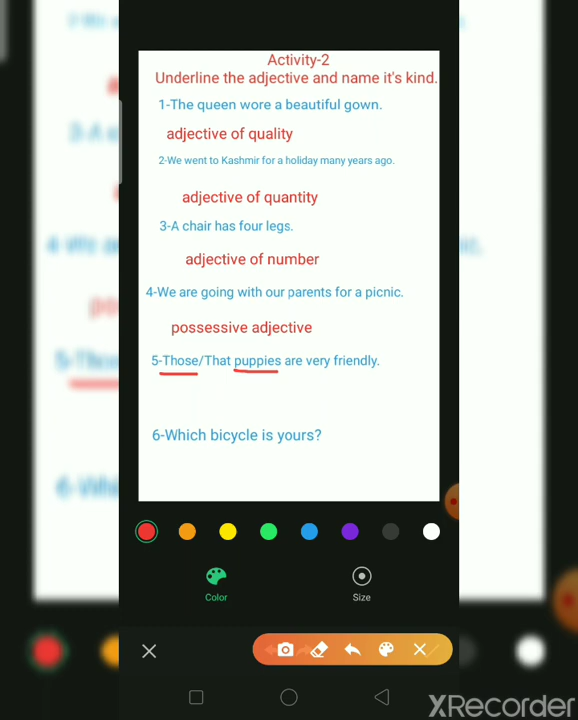 Activity-2
Underline the adjective and name it's kind.
1-The queen wore a beautiful gown.
adjective of quality
2-We went to Kashmir for a holiday many years ago.
adjective of quantity
3-A chair has four legs.
adjective of number
4-We are going with our parents for a picnic.
possessive adjective
5-Those/That puppies are very friendly.
6-Which bicycle is yours?
Color
Size
XRecorder